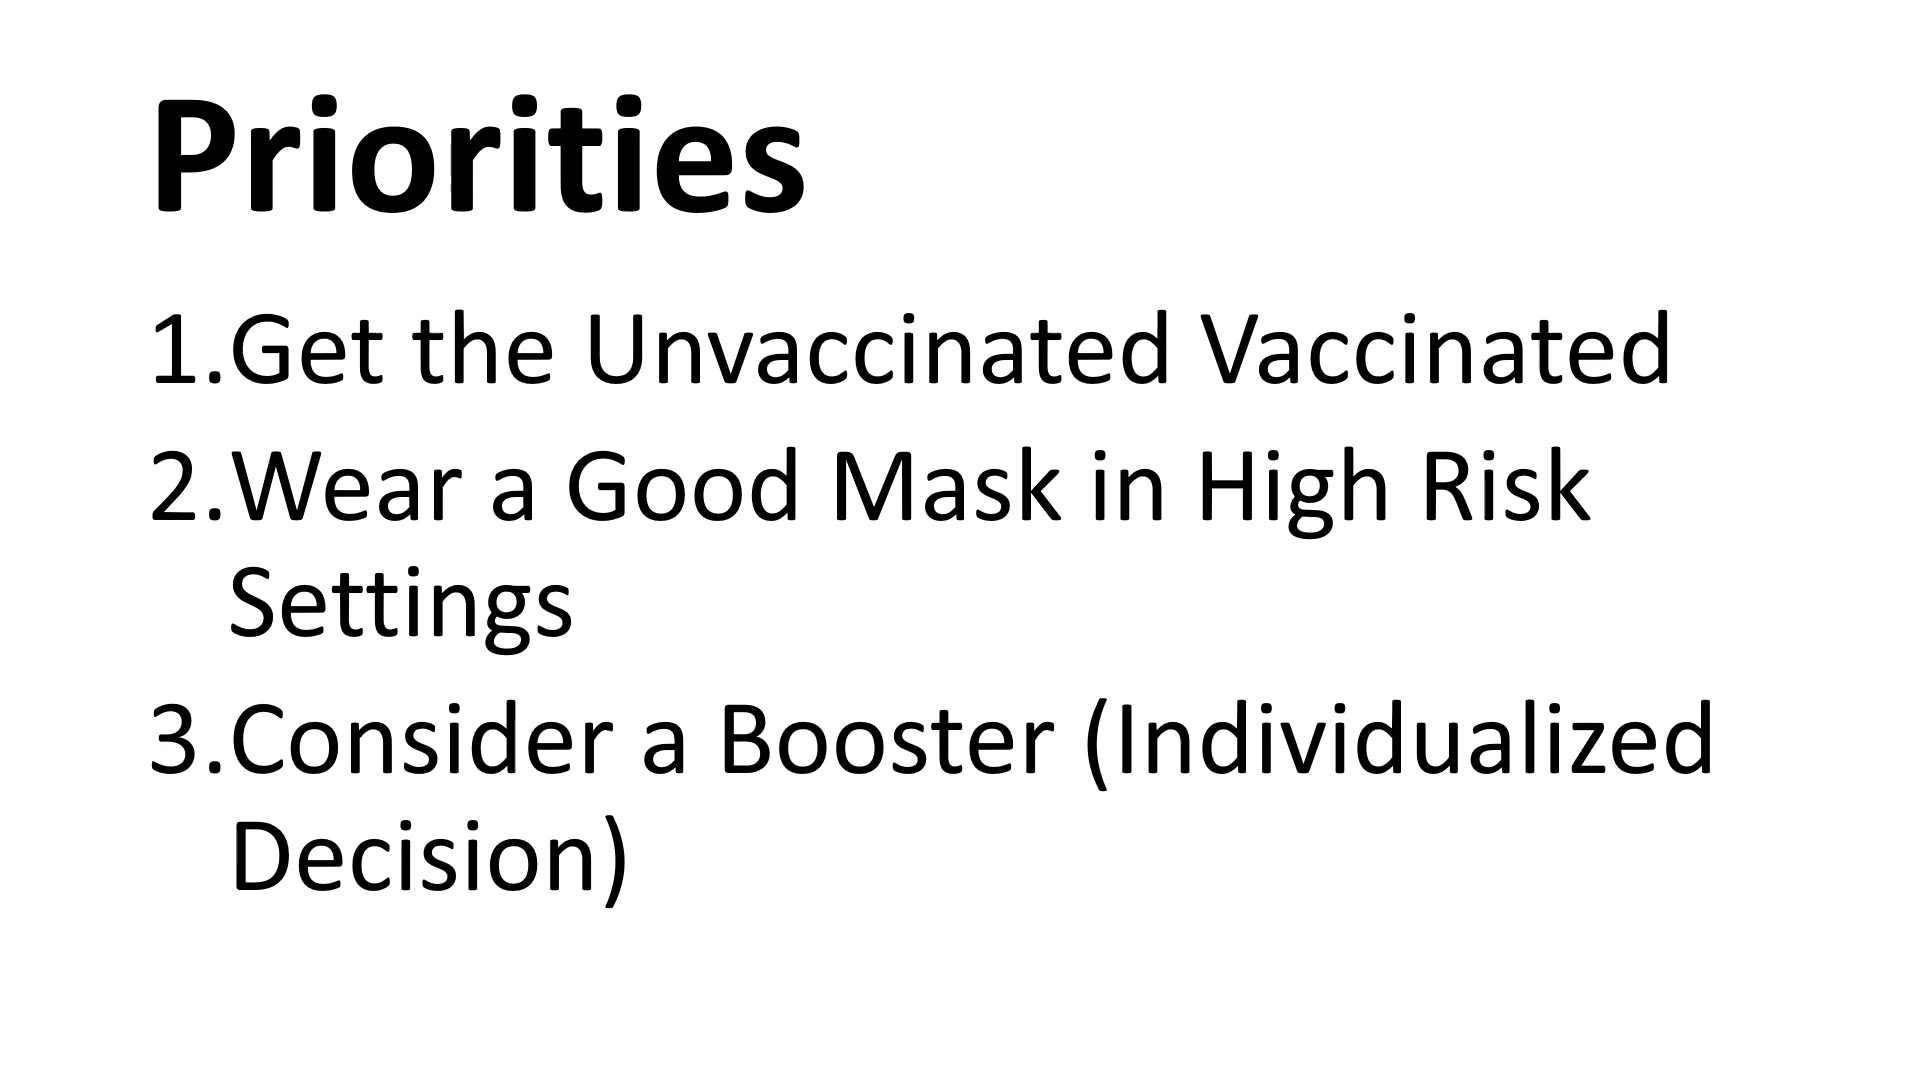 Priorities
1.Get the Unvaccinated Vaccinated
2.Wear a Good Mask in High Risk
Settings
3.Consider a Booster (Individualized
Decision)